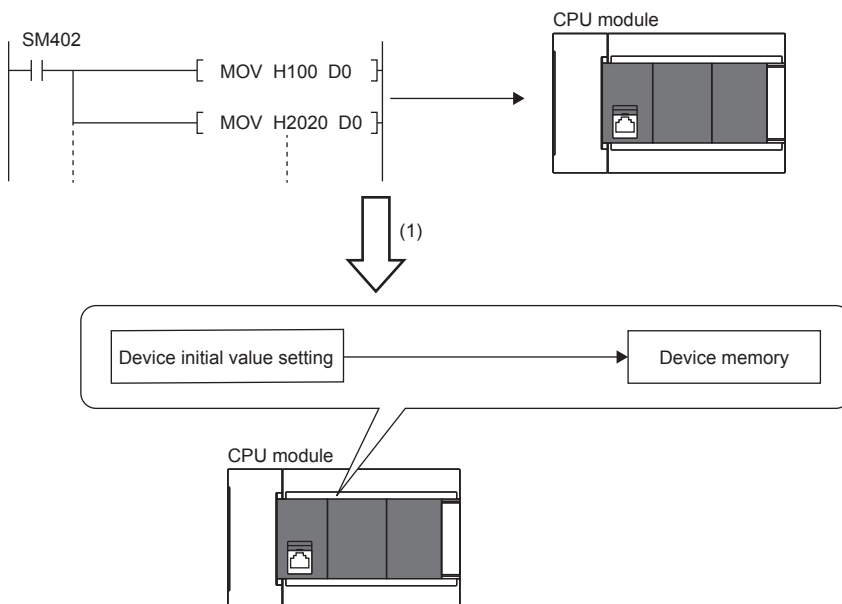 CPU module
SM402
MOV H100 D0
MOV H2020 D0
(1)
Device initial value setting
Device memory
CPU module